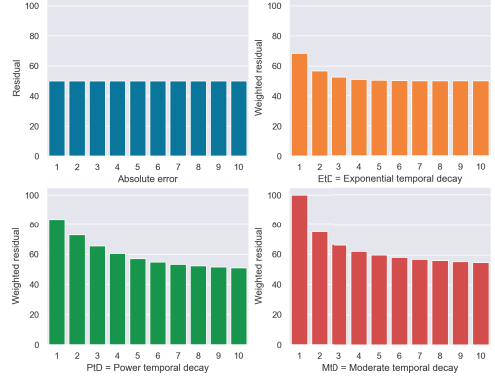 100
80
60
40
20
0
Residual
1 2 3 4 5 6 7 8 9 10
Absolute error
100
80
60
40
20
0
Weighted residual
1 2 3 4 5 6 7 8 9 10
= Exponential temporal decay
100
80
60
40
20
0
Weighted residual
1 2 3 4 5 6 7 8 9 10
PtD = Power temporal decay
100
80
60
40
20
0
Weighted residual
1 2 3 4 5 6 7 8 9 10
MtD = Moderate temporal decay